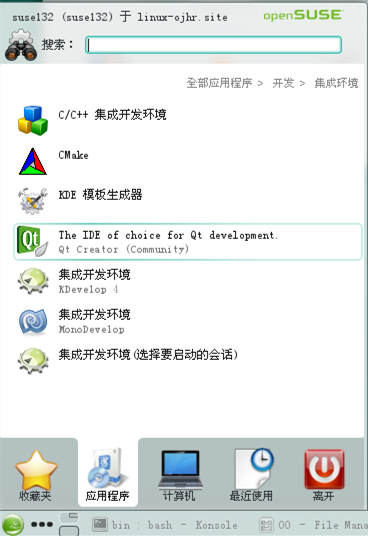 suse132 (suse132) 于 linux-ojhr.site
openSUSE
搜索：
全部应用程序 > 开发 > 集成环境
C/C++ 集成开发环境
CMake
KDE 模板生成器
The IDE of choice for Qt development.
Qt Creator (Community)
集成开发环境
KDevelop 4
集成开发环境
MonoDevelop
集成开发环境(选择要启动的会话)
收藏夹
应用程序
计算机
最近使用
离开
bin : bash - Konsole
00 - File Mana